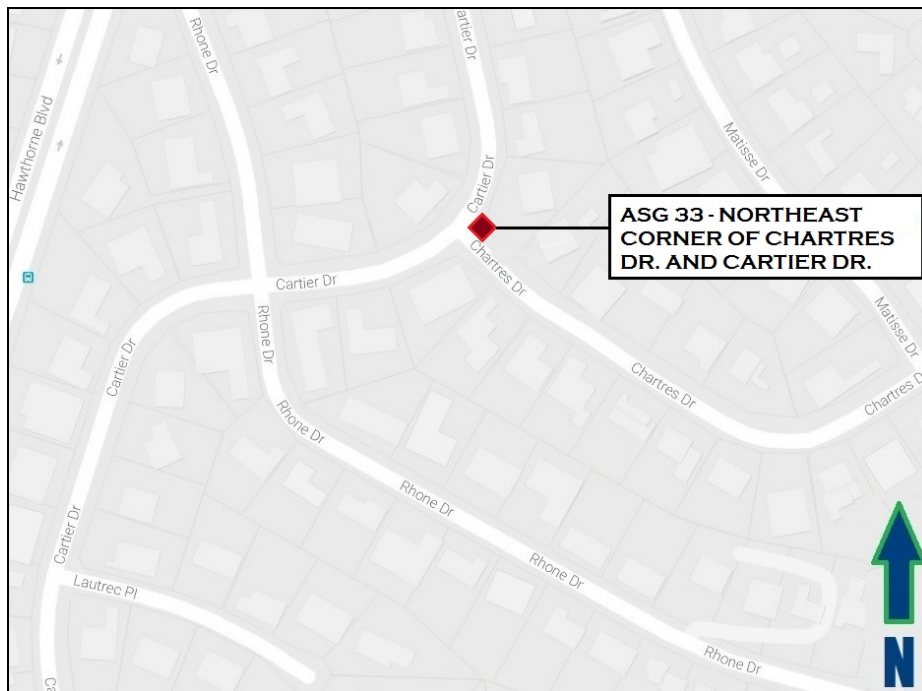 Rhone Dr
Cartier Dr
Hawthorne Blvd
Cartier Dr
Matisse Dr
ASG 33 - NORTHEAST
CORNER OF CHARTRES
DR. AND CARTIER DR.
Chartres Dr
Cartier Dr
Rhone Dr
Matisse Dr
Cartier Dr
Chartres Dr
Chartres D
Rhone Dr
Rhone Dr
Cartier Dr
Rhone Dr
Lautrec Pl
Rhone Dr
Ca
N